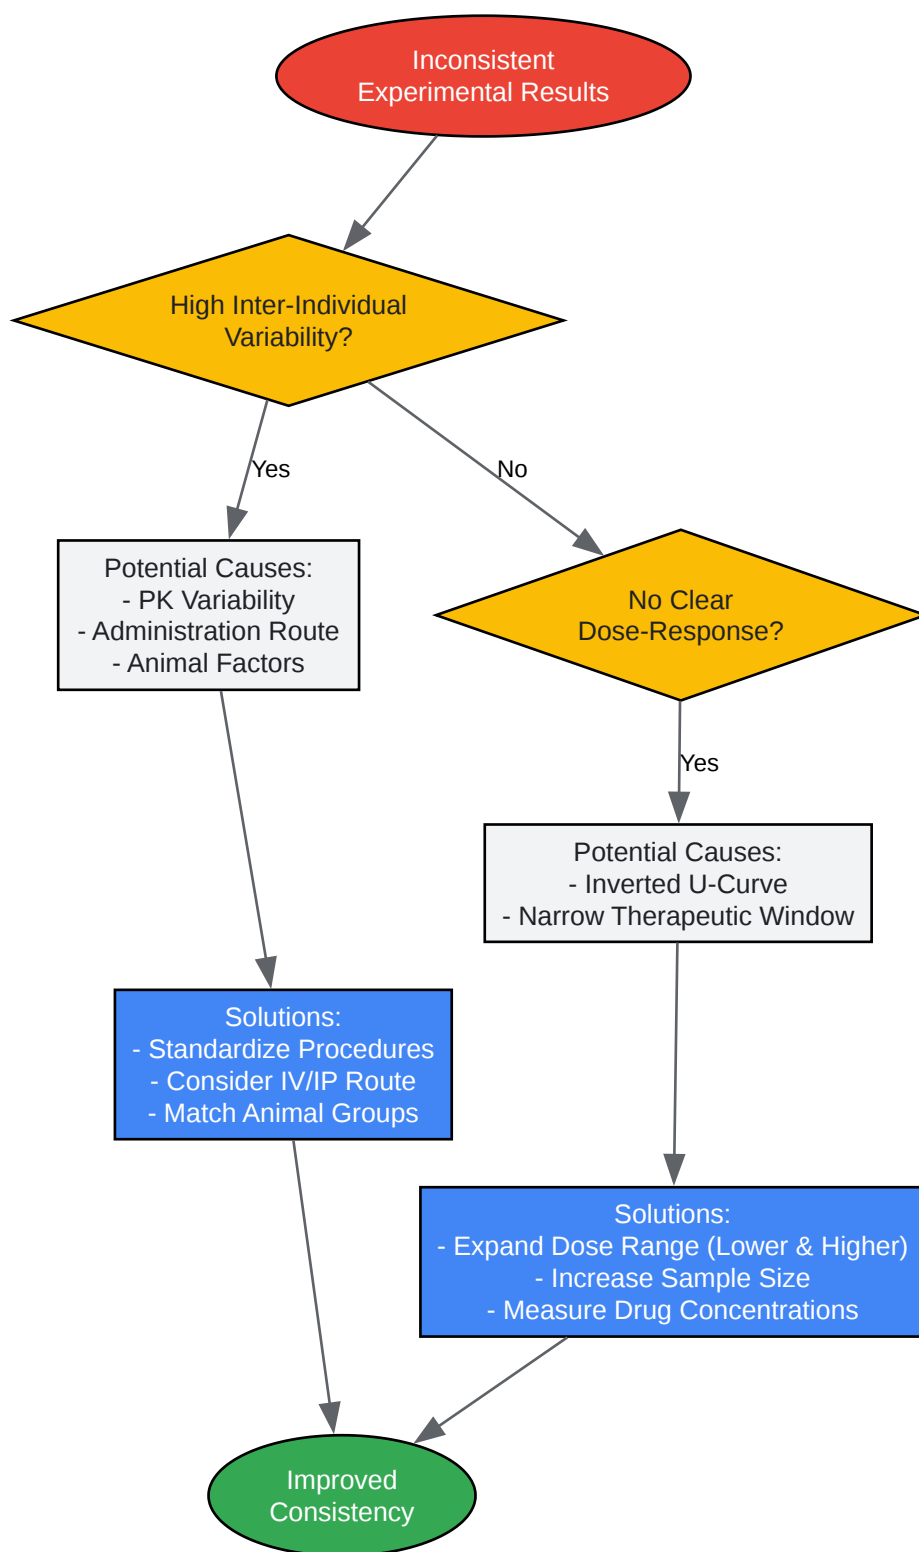 Inconsistent
Experimental Results
High Inter-Individual
Variability?
Yes
No
Potential Causes:
- PK Variability
- Administration Route
- Animal Factors
No Clear
Dose-Response?
Yes
Potential Causes:
- Inverted U-Curve
- Narrow Therapeutic Window
Solutions:
- Standardize Procedures
- Consider IV/IP Route
- Match Animal Groups
Solutions:
- Expand Dose Range (Lower & Higher)
- Increase Sample Size
- Measure Drug Concentrations
Improved
Consistency